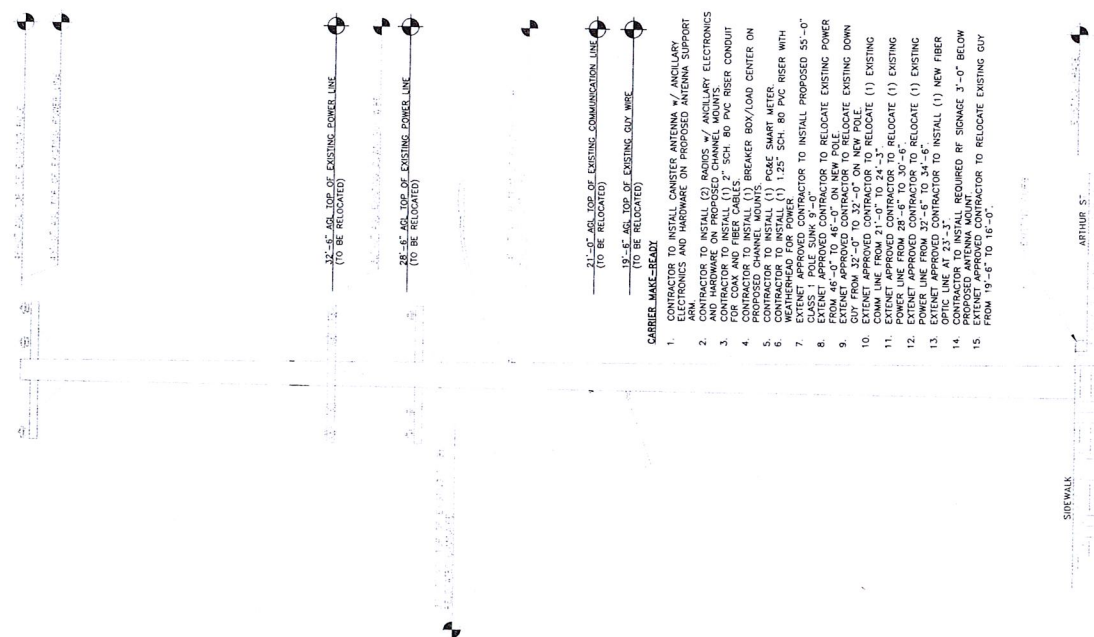 32'-6" AGL TOP OF EXISTING POWER LINE
(TO BE RELOCATED)
28'-6" AGL TOP OF EXISTING POWER LINE
(TO BE RELOCATED)
21'-0" AGL TOP OF EXISTING COMMUNICATION LINE
(TO BE RELOCATED)
19'-6" AGL TOP OF EXISTING GUY WIRE
(TO BE RELOCATED)
CARRIER MAKE-READY
1. CONTRACTOR TO INSTALL CANISTER ANTENNA w/ ANCILLARY
ELECTRONICS AND HARDWARE ON PROPOSED ANTENNA SUPPORT
ARM.
2. CONTRACTOR TO INSTALL (2) RADIOS w/ ANCILLARY ELECTRONICS
AND HARDWARE ON PROPOSED CHANNEL MOUNTS.
3. CONTRACTOR TO INSTALL (1) 2" SCH. 80 PVC RISER CONDUIT
FOR COAX AND FIBER CABLES.
4. CONTRACTOR TO INSTALL (1) BREAKER BOX/LOAD CENTER ON
PROPOSED CHANNEL MOUNTS.
5. CONTRACTOR TO INSTALL (1) PG&E SMART METER.
6. CONTRACTOR TO INSTALL (1) 1.25" SCH. 80 PVC RISER WITH
WEATHERHEAD FOR POWER.
7. EXTENET APPROVED CONTRACTOR TO INSTALL PROPOSED 55'-0"
CLASS 1 POLE SUNK 9'-0"
8. EXTENET APPROVED CONTRACTOR TO RELOCATE EXISTING POWER
FROM 46'-0" TO 46'-0" ON NEW POLE.
9. EXTENET APPROVED CONTRACTOR TO RELOCATE EXISTING DOWN
GUY FROM 32'-0" TO 32'-0" ON NEW POLE.
10. EXTENET APPROVED CONTRACTOR TO RELOCATE (1) EXISTING
COMM LINE FROM 21'-0" TO 24'-3".
11. EXTENET APPROVED CONTRACTOR TO RELOCATE (1) EXISTING
POWER LINE FROM 28'-6" TO 30'-6".
12. EXTENET APPROVED CONTRACTOR TO RELOCATE (1) EXISTING
POWER LINE FROM 32'-6" TO 34'-6".
13. EXTENET APPROVED CONTRACTOR TO INSTALL (1) NEW FIBER
OPTIC LINE AT 23'-3".
14. CONTRACTOR TO INSTALL REQUIRED RF SIGNAGE 3'-0" BELOW
PROPOSED ANTENNA MOUNT.
15. EXTENET APPROVED CONTRACTOR TO RELOCATE EXISTING GUY
FROM 19'-6" TO 16'-0".
SIDEWALK
ARTHUR S